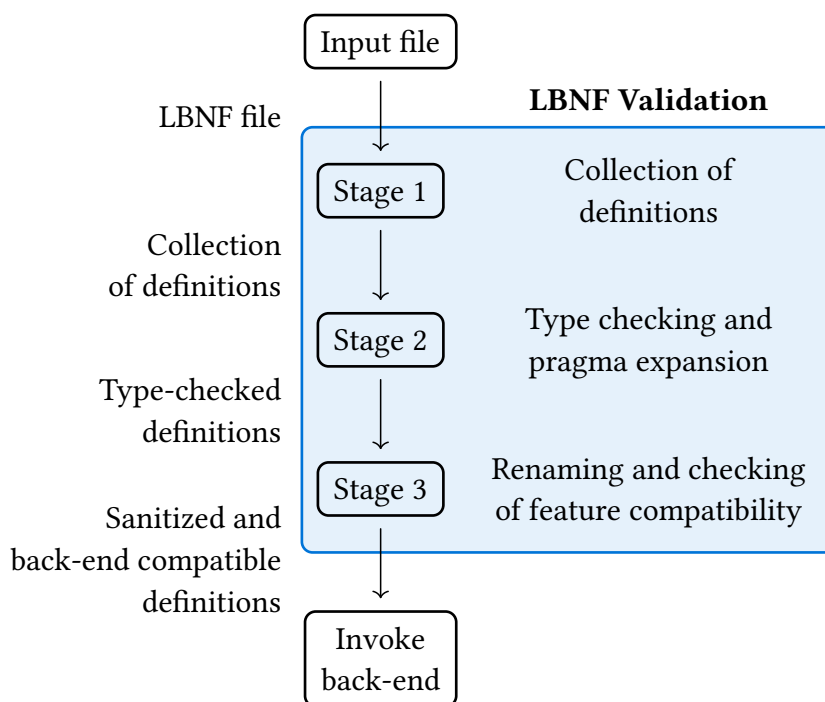 Input file
LBNF file
LBNF Validation
Stage 1
Collection of
definitions
Collection
of definitions
Stage 2
Type checking and
pragma expansion
Type-checked
definitions
Stage 3
Renaming and checking
of feature compatibility
Sanitized and
back-end compatible
definitions
Invoke
back-end